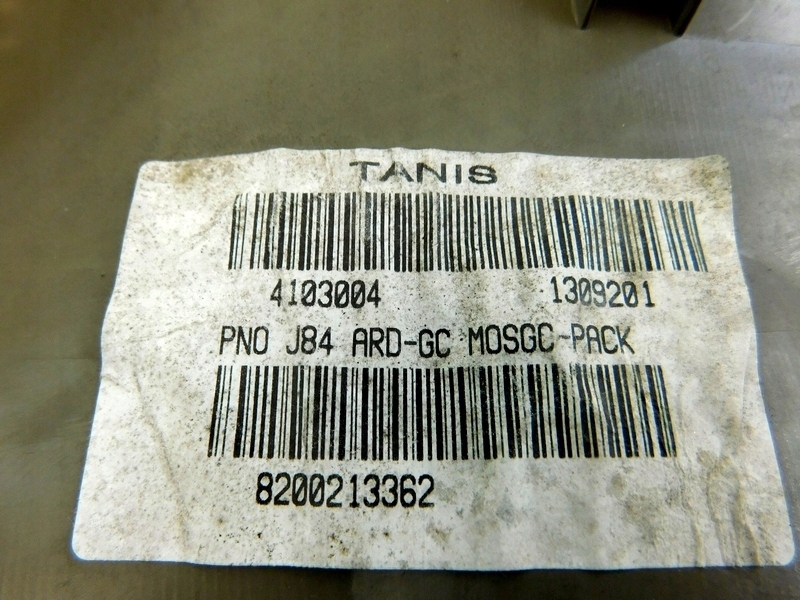 TANIS
4103004 1309201
PNO J84 ARD-GC MOSGC-PACK
8200213362